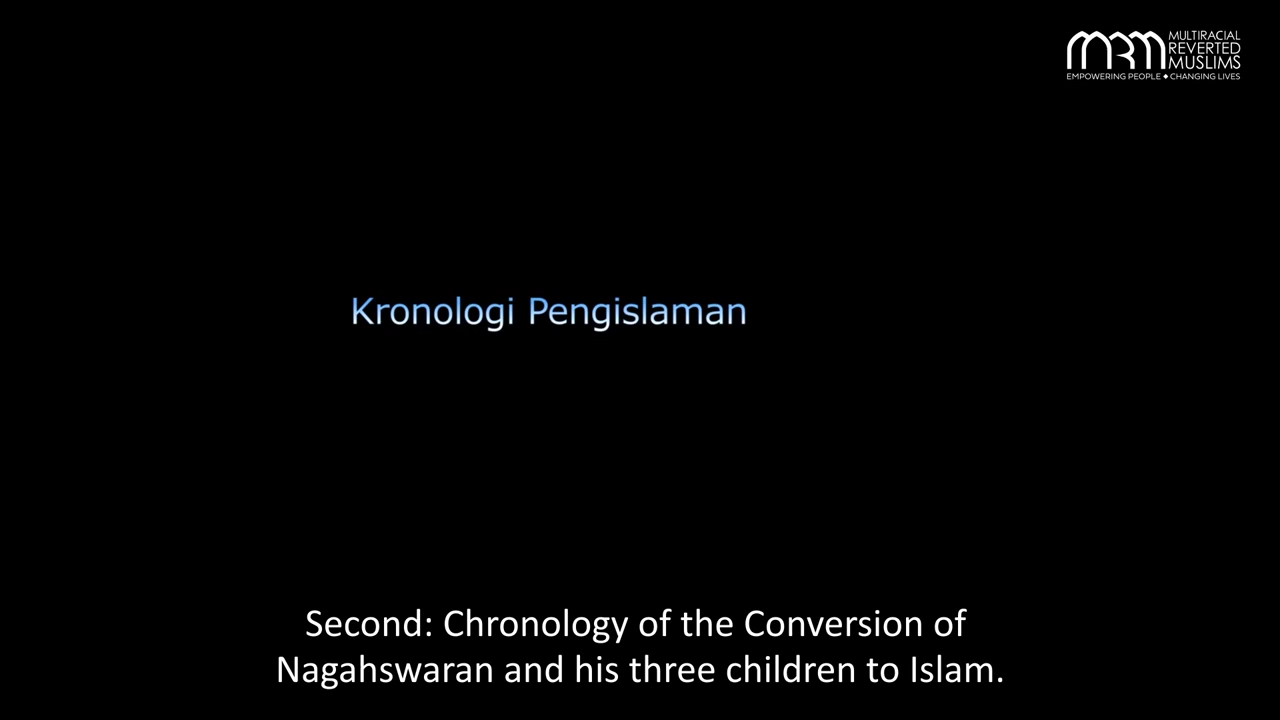 MRM
MULTIRACIAL
REVERTED
MUSLIMS
EMPOWERING PEOPLE ◆ CHANGING LIVES
Kronologi Pengislaman
Second: Chronology of the Conversion of
Nagahswaran and his three children to Islam.